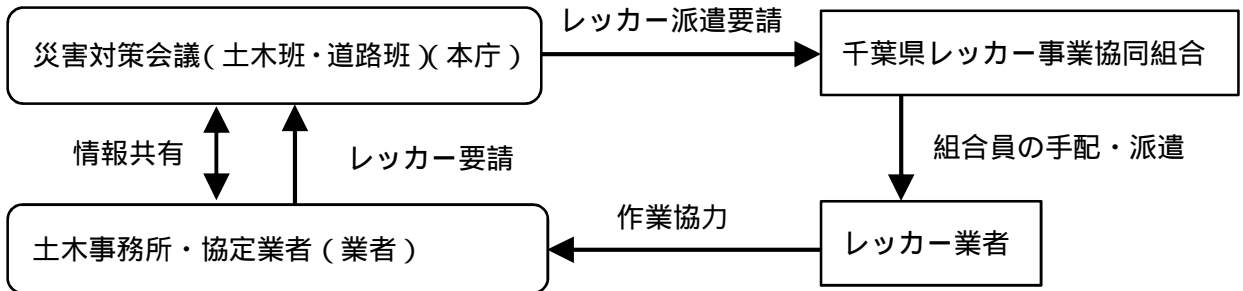 レッカー派遣要請
災害対策会議(土木班・道路班)(本庁)
千葉県レッカー事業協同組合
情報共有
レッカー要請
組合員の手配・派遣
作業協力
土木事務所・協定業者(業者)
レッカー業者